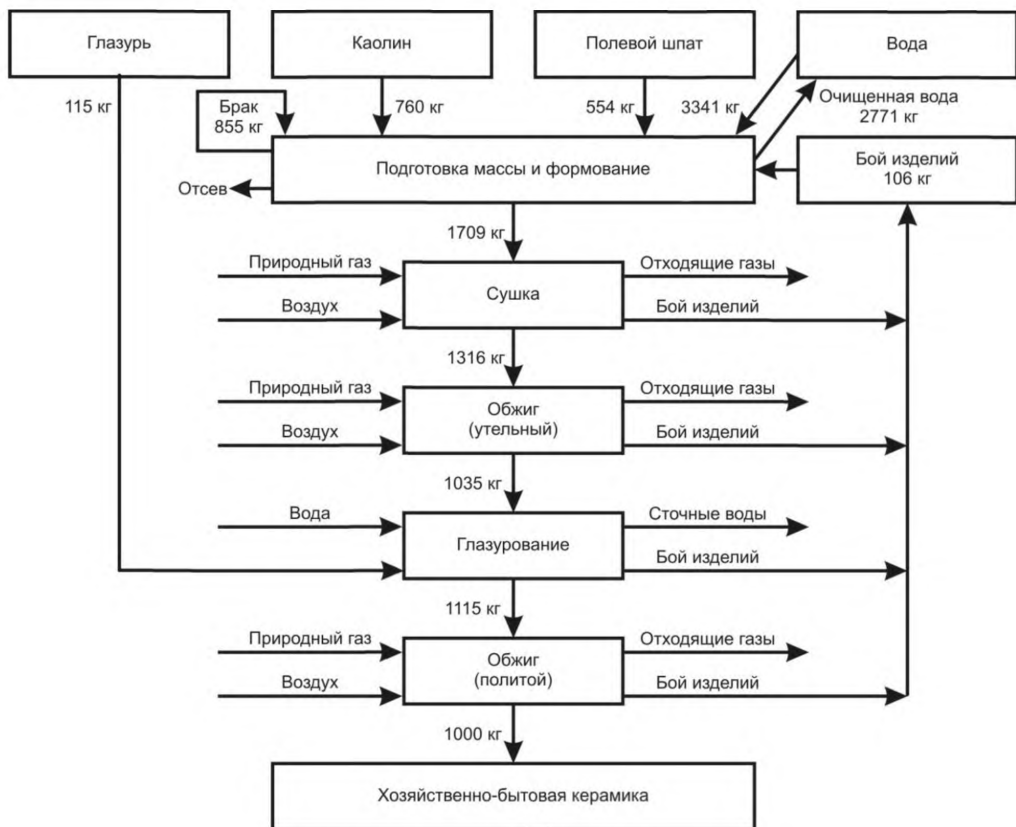 Глазурь
Каолин
Полевой шпат
Вода
115 кг
Брак
855 кг
760 кг
554 кг
3341 кг
Очищенная вода
2771 кг
Подготовка массы и формование
Бой изделий
106 кг
Отсев
1709 кг
Природный газ
Воздух
Сушка
Отходящие газы
Бой изделий
1316 кг
Природный газ
Воздух
Обжиг
(утельный)
Отходящие газы
Бой изделий
1035 кг
Вода
Глазурование
Сточные воды
Бой изделий
1115 кг
Природный газ
Воздух
Обжиг
(политой)
Отходящие газы
Бой изделий
1000 кг
Хозяйственно-бытовая керамика